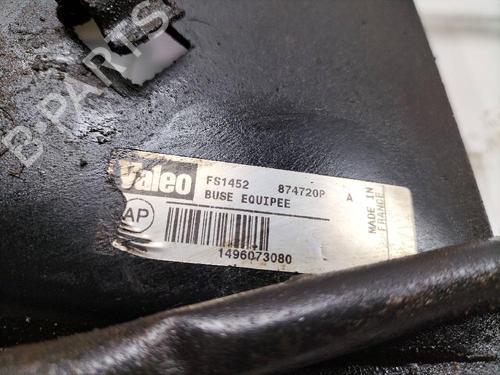 B-PARTS
Valeo FS1452 874720P A
BUSE EQUIPEE
AP
1496073080
MADE IN
FRANCE